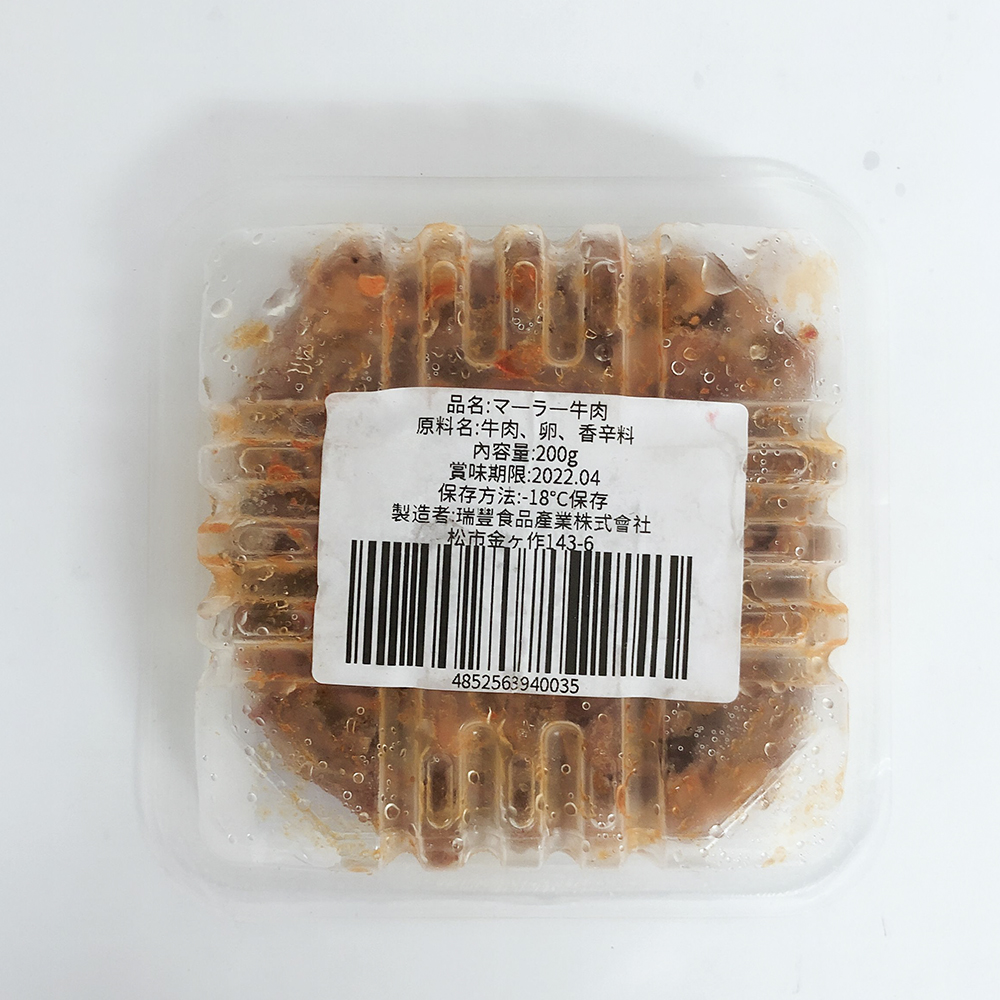 品名:マーラー牛肉
原料名:牛肉、卵、香辛料
內容量:200g
賞味期限:2022.04
保存方法:-18°C保存
製造者:瑞豐食品產業株式會社
松市金ヶ作143-6
4852563940035